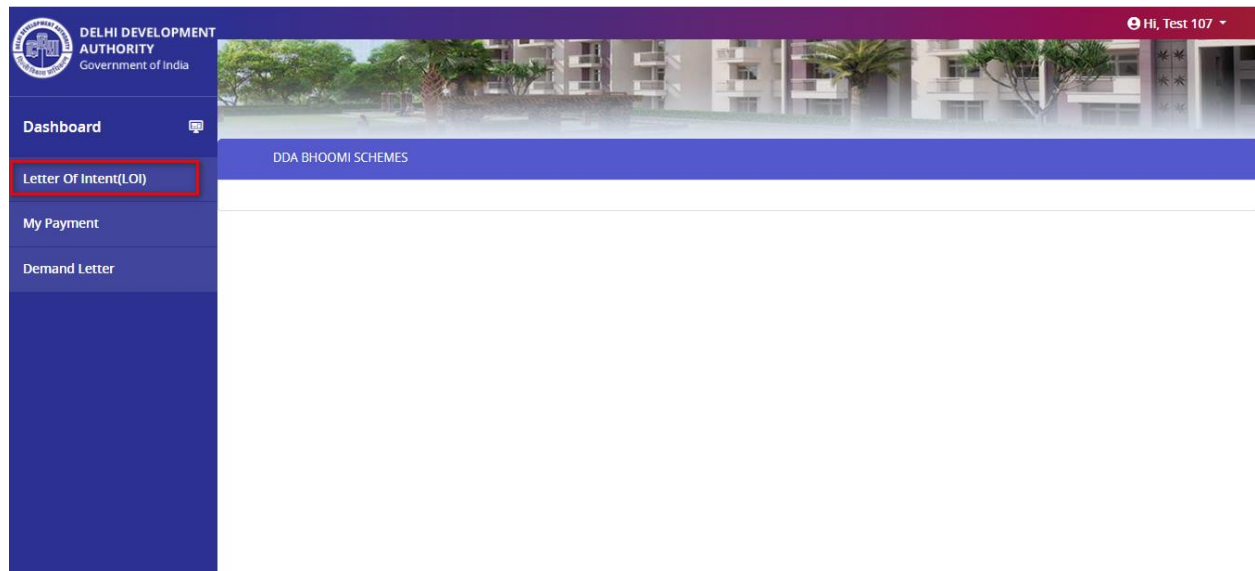 DELHI DEVELOPMENT
AUTHORITY
Government of India
Hi, Test 107
Dashboard
DDA BHOOMI SCHEMES
Letter Of Intent(LOI)
My Payment
Demand Letter